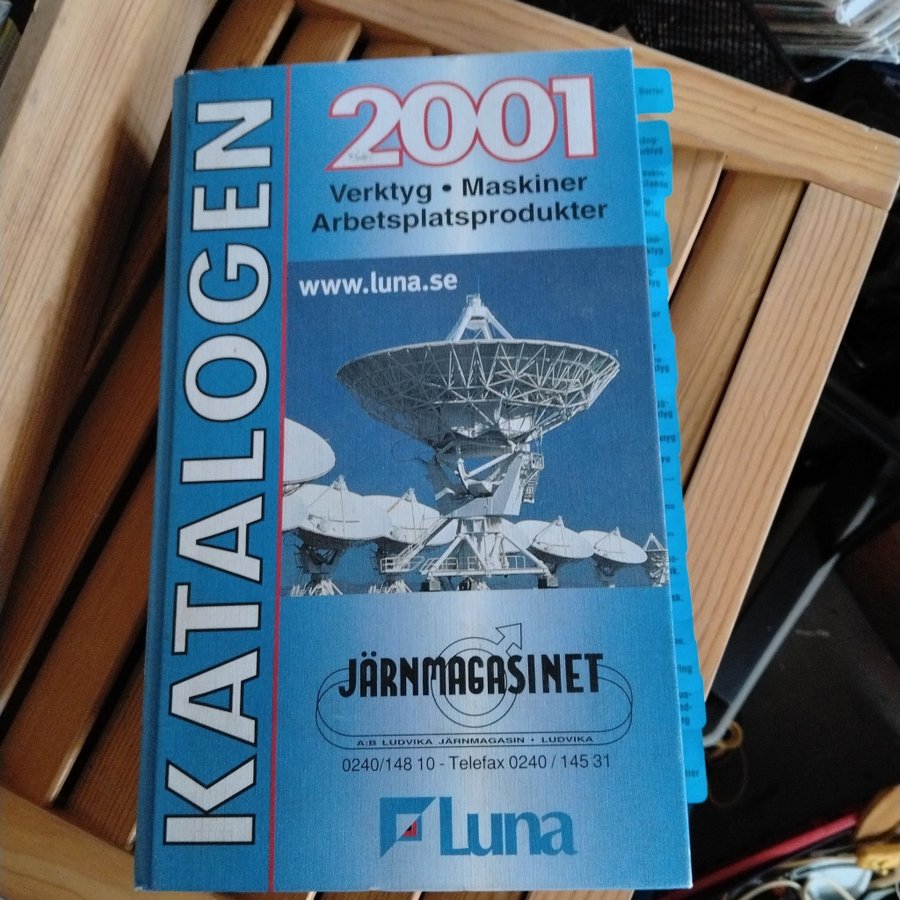 KATALOGEN
2001
Verktyg • Maskiner
Arbetsplatsprodukter
www.luna.se
JÄRNMAGASINET
A:B LUDVIKA JÄRNMAGASIN • LUDVIKA
0240/148 10 - Telefax 0240 / 145 31
Luna
Borrar